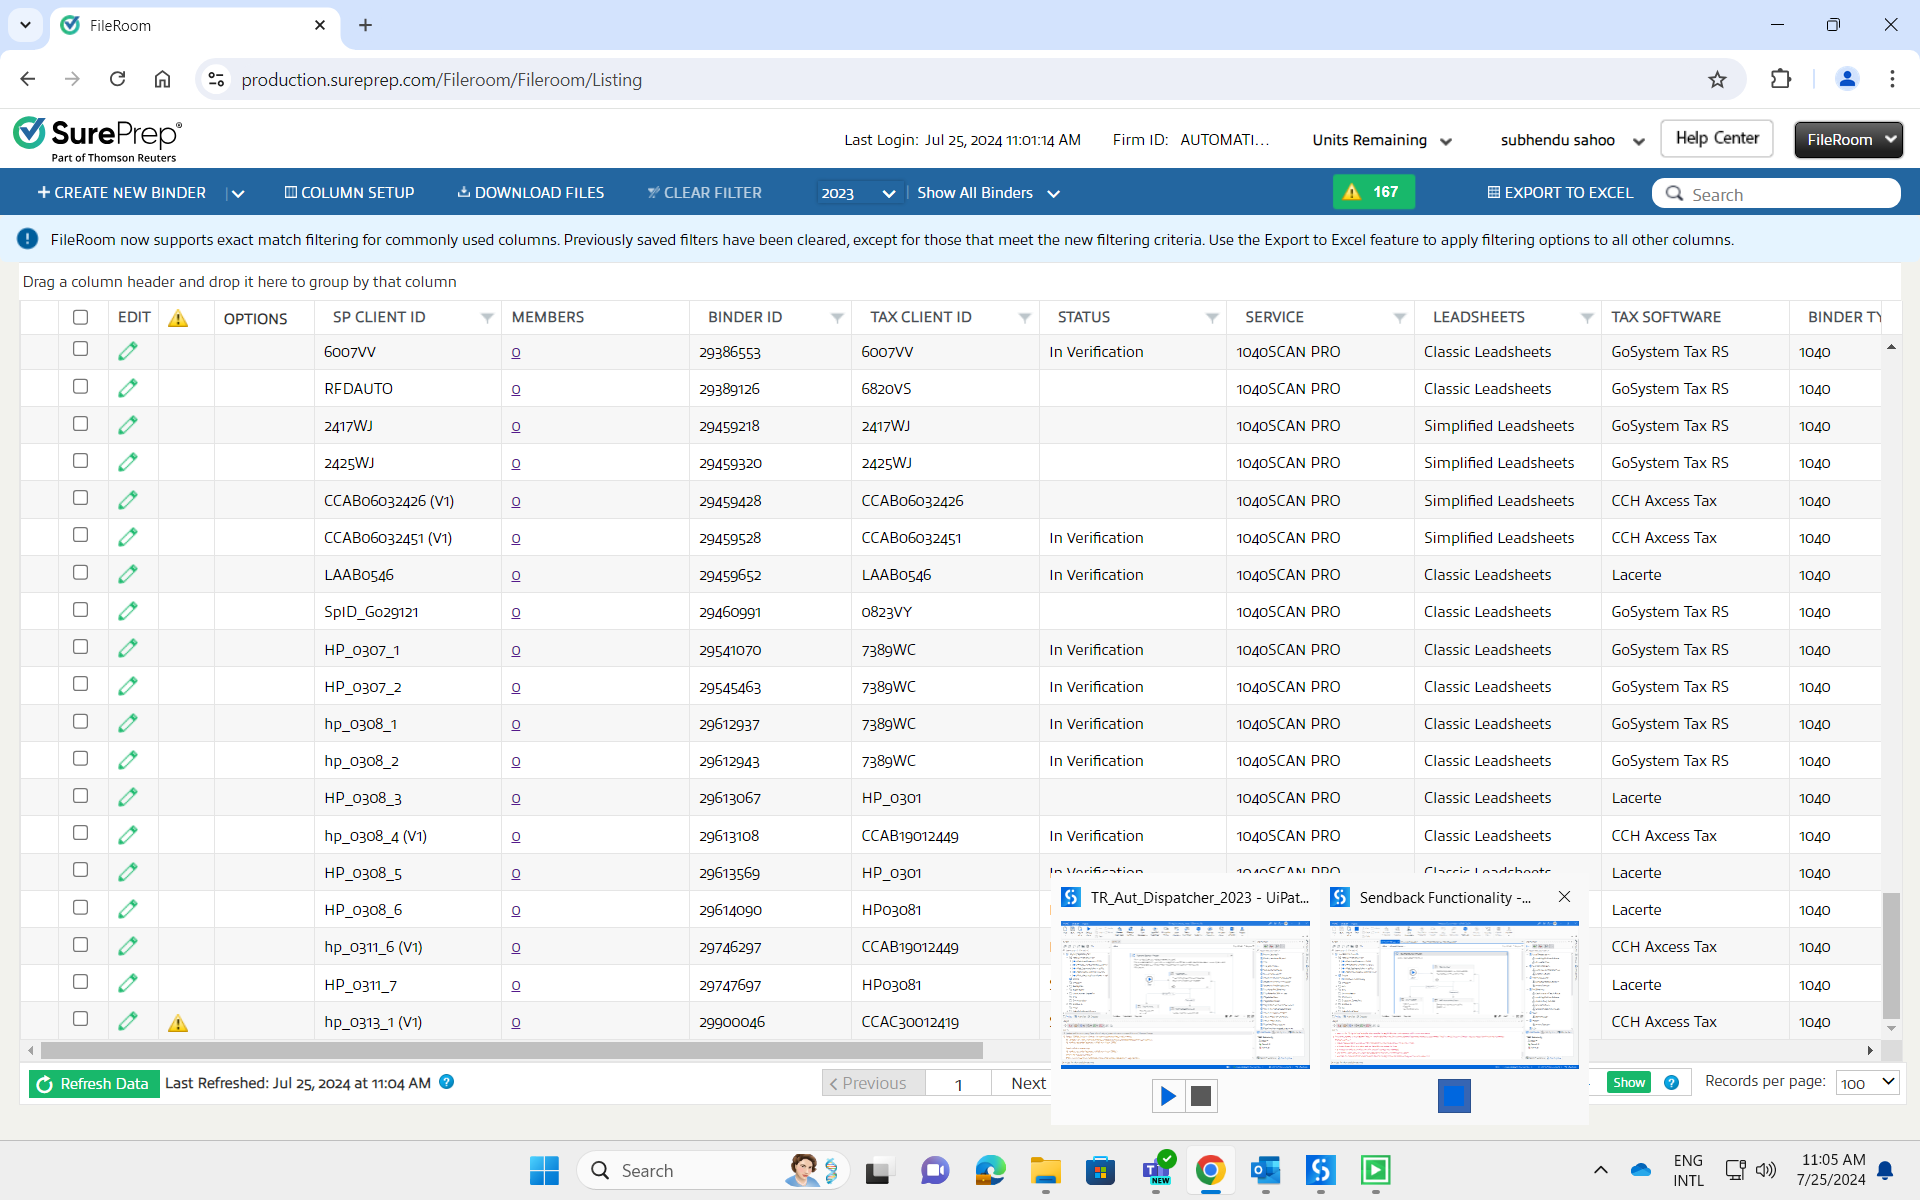 FileRoom
production.sureprep.com/Fileroom/Fileroom/Listing
SurePrep
Part of Thomson Reuters
Last Login: Jul 25, 2024 11:01:14 AM Firm ID: AUTOMATI... Units Remaining subhendu sahoo Help Center FileRoom
+ CREATE NEW BINDER COLUMN SETUP DOWNLOAD FILES CLEAR FILTER 2023 Show All Binders 167 EXPORT TO EXCEL Search
FileRoom now supports exact match filtering for commonly used columns. Previously saved filters have been cleared, except for those that meet the new filtering criteria. Use the Export to Excel feature to apply filtering options to all other columns.
Drag a column header and drop it here to group by that column
EDIT OPTIONS SP CLIENT ID MEMBERS BINDER ID TAX CLIENT ID STATUS SERVICE LEADSHEETS TAX SOFTWARE BINDER TY
6007VV 0 29386553 6007VV In Verification 1040SCAN PRO Classic Leadsheets GoSystem Tax RS 1040
RFDAUTO 0 29389126 6820VS 1040SCAN PRO Classic Leadsheets GoSystem Tax RS 1040
2417WJ 0 29459218 2417WJ 1040SCAN PRO Simplified Leadsheets GoSystem Tax RS 1040
2425WJ 0 29459320 2425WJ 1040SCAN PRO Simplified Leadsheets GoSystem Tax RS 1040
CCAB06032426 (V1) 0 29459428 CCAB06032426 1040SCAN PRO Simplified Leadsheets CCH Axcess Tax 1040
CCAB06032451 (V1) 0 29459528 CCAB06032451 In Verification 1040SCAN PRO Simplified Leadsheets CCH Axcess Tax 1040
LAAB0546 0 29459652 LAAB0546 In Verification 1040SCAN PRO Classic Leadsheets Lacerte 1040
SpID_Go29121 0 29460991 0823VY 1040SCAN PRO Classic Leadsheets GoSystem Tax RS 1040
HP_0307_1 0 29541070 7389WC In Verification 1040SCAN PRO Classic Leadsheets GoSystem Tax RS 1040
HP_0307_2 0 29545463 7389WC In Verification 1040SCAN PRO Classic Leadsheets GoSystem Tax RS 1040
hp_0308_1 0 29612937 7389WC In Verification 1040SCAN PRO Classic Leadsheets GoSystem Tax RS 1040
hp_0308_2 0 29612943 7389WC In Verification 1040SCAN PRO Classic Leadsheets GoSystem Tax RS 1040
HP_0308_3 0 29613067 HP_0301 1040SCAN PRO Classic Leadsheets Lacerte 1040
hp_0308_4 (V1) 0 29613108 CCAB19012449 In Verification 1040SCAN PRO Classic Leadsheets CCH Axcess Tax 1040
HP_0308_5 0 29613569 HP_0301 In Verification 1040SCAN PRO Classic Leadsheets Lacerte 1040
HP_0308_6 0 29614090 HP03081 Lacerte 1040
hp_0311_6 (V1) 0 29746297 CCAB19012449 CCH Axcess Tax 1040
HP_0311_7 0 29747697 HP03081 Lacerte 1040
hp_0313_1 (V1) 0 29900046 CCAC30012419 CCH Axcess Tax 1040
TR_Aut_Dispatcher_2023 - UiPat... Sendback Functionality -...
Refresh Data Last Refreshed: Jul 25, 2024 at 11:04 AM Previous 1 Next Show Records per page: 100
Search NEW ENG INTL 11:05 AM
7/25/2024